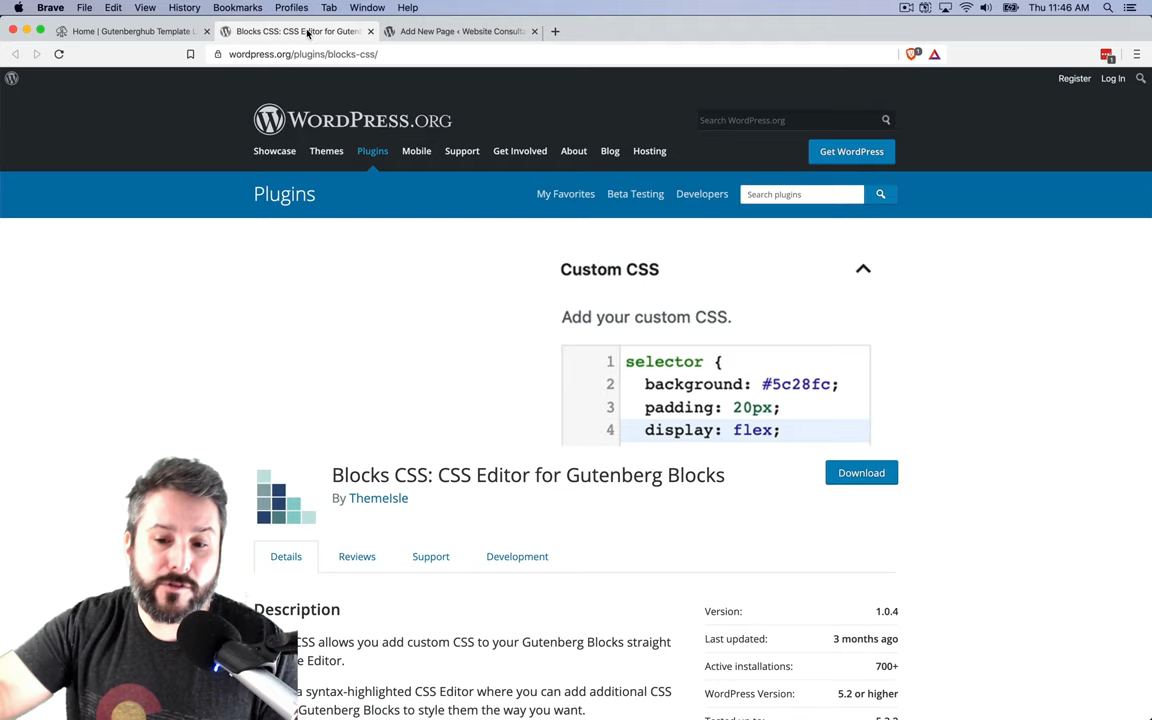 Brave File Edit View History Bookmarks Profiles Tab Window Help Thu 11:46 AM
Home | Gutenberghub Template L Blocks CSS: CSS Editor for Guten Add New Page ‹ Website Consulta
wordpress.org/plugins/blocks-css/
1
1
Register Log In
WORDPRESS.ORG
Search WordPress.org
Showcase Themes Plugins Mobile Support Get Involved About Blog Hosting Get WordPress
Plugins
My Favorites Beta Testing Developers Search plugins
Custom CSS
Add your custom CSS.
1 selector {
2 background: #5c28fc;
3 padding: 20px;
4 display: flex;
Blocks CSS: CSS Editor for Gutenberg Blocks
Download
By ThemeIsle
Details Reviews Support Development
Description
CSS allows you add custom CSS to your Gutenberg Blocks straight
Editor.
a syntax-highlighted CSS Editor where you can add additional CSS
Gutenberg Blocks to style them the way you want.
Version: 1.0.4
Last updated: 3 months ago
Active installations: 700+
WordPress Version: 5.2 or higher